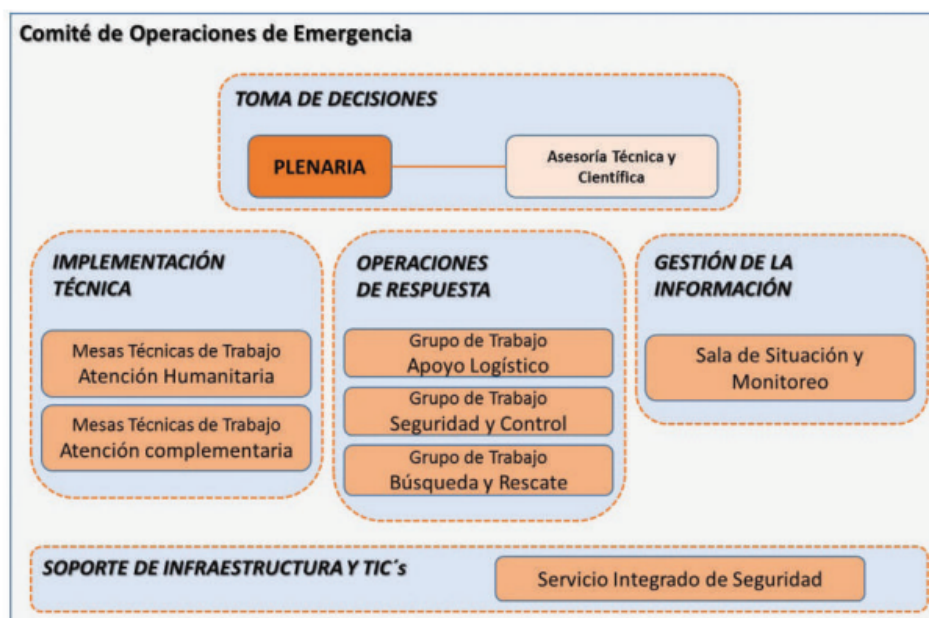 Comité de Operaciones de Emergencia
TOMA DE DECISIONES
PLENARIA
Asesoría Técnica y
Científica
IMPLEMENTACIÓN
TÉCNICA
Mesas Técnicas de Trabajo
Atención Humanitaria
Mesas Técnicas de Trabajo
Atención complementaria
OPERACIONES
DE RESPUESTA
Grupo de Trabajo
Apoyo Logístico
Grupo de Trabajo
Seguridad y Control
Grupo de Trabajo
Búsqueda y Rescate
GESTIÓN DE LA
INFORMACIÓN
Sala de Situación y
Monitoreo
SOPORTE DE INFRAESTRUCTURA Y TIC´s
Servicio Integrado de Seguridad